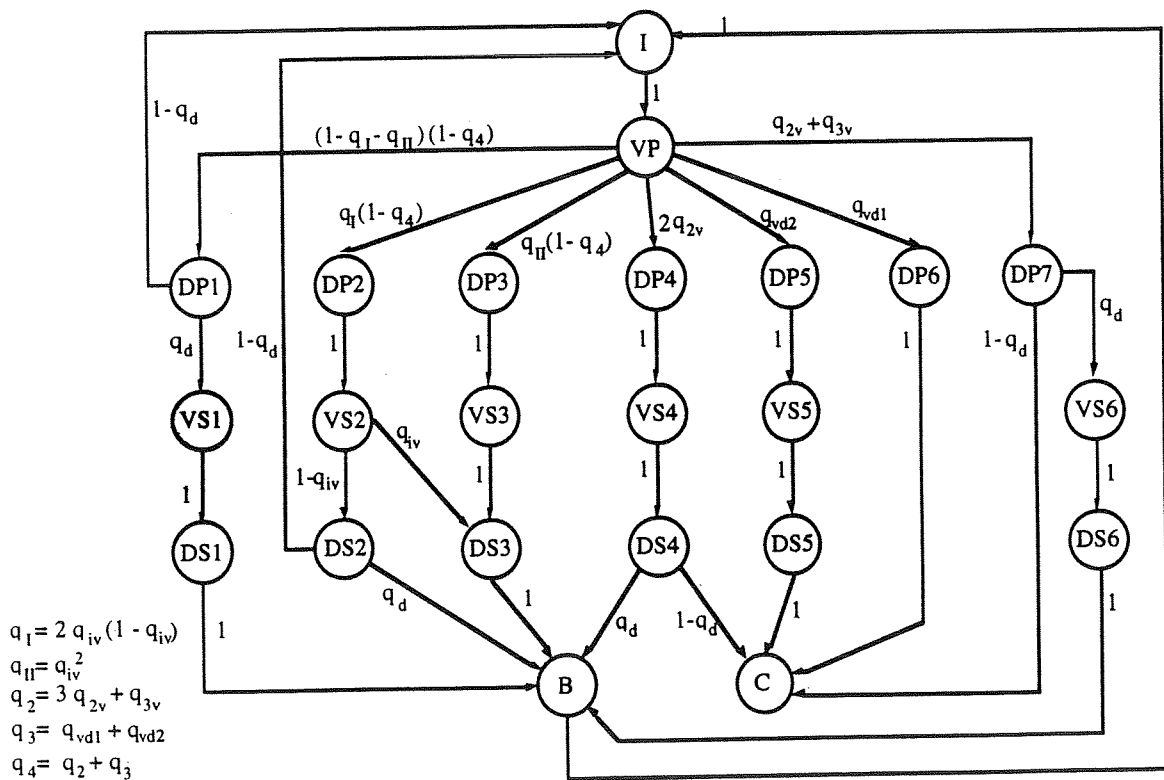 1
I
1
1 - q_d
(1 - q_I - q_II)(1 - q_4)
VP
q_2v + q_3v
q_I(1 - q_4)
q_II(1 - q_4)
2 q_2v
q_vd2
q_vd1
DP1
DP2
DP3
DP4
DP5
DP6
DP7
q_d
1 - q_d
1
1
1
1
1
1 - q_d
q_d
VS1
VS2
VS3
VS4
VS5
VS6
q_iv
1
1 - q_iv
1
1
1
1
DS1
DS2
DS3
DS4
DS5
DS6
1
q_d
1
q_d
1 - q_d
1
1
B
C
q_I = 2 q_iv (1 - q_iv)
q_II = q_iv^2
q_2 = 3 q_2v + q_3v
q_3 = q_vd1 + q_vd2
q_4 = q_2 + q_3